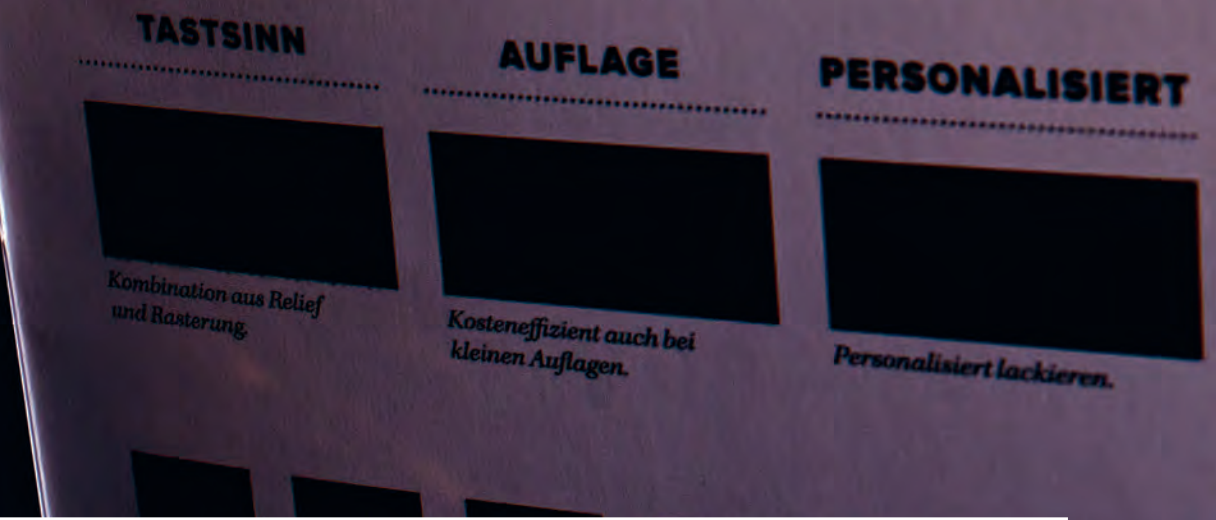 TASTSINN
Kombination aus Relief
und Rasterung.
AUFLAGE
Kosteneffizient auch bei
kleinen Auflagen.
PERSONALISIERT
Personalisiert lackieren.